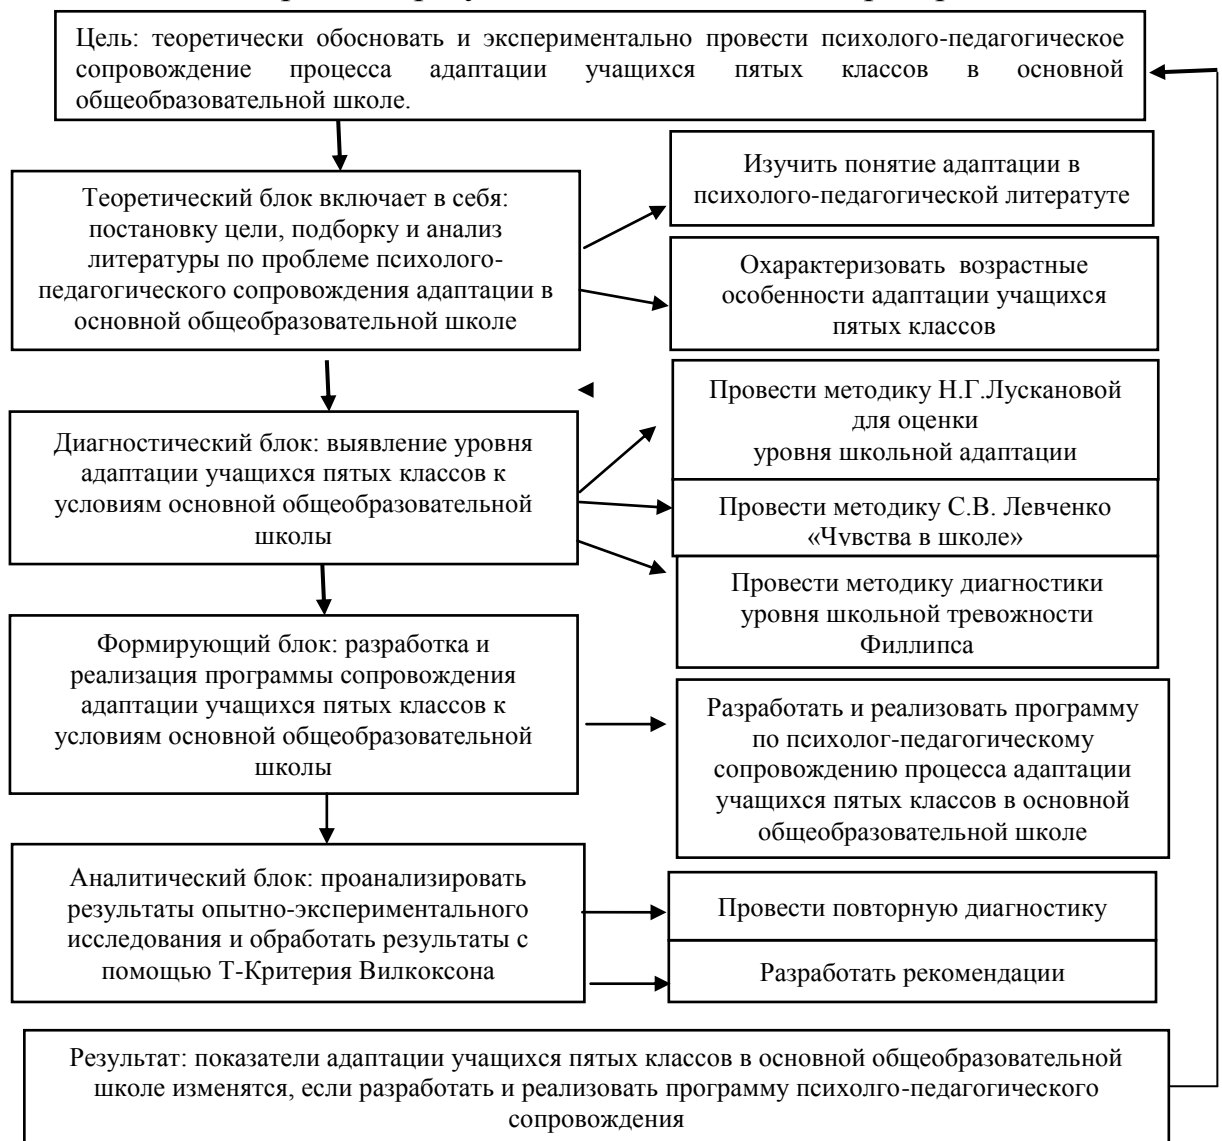 Цель: теоретически обосновать и экспериментально провести психолого-педагогическое
сопровождение процесса адаптации учащихся пятых классов в основной
общеобразовательной школе.
Теоретический блок включает в себя:
постановку цели, подборку и анализ
литературы по проблеме психолого-
педагогического сопровождения адаптации в
основной общеобразовательной школе
Изучить понятие адаптации в
психолого-педагогической литературе
Охарактеризовать возрастные
особенности адаптации учащихся
пятых классов
Диагностический блок: выявление уровня
адаптации учащихся пятых классов к
условиям основной общеобразовательной
школы
Провести методику Н.Г.Лускановой
для оценки
уровня школьной адаптации
Провести методику С.В. Левченко
«Чувства в школе»
Провести методику диагностики
уровня школьной тревожности
Филлипса
Формирующий блок: разработка и
реализация программы сопровождения
адаптации учащихся пятых классов к
условиям основной общеобразовательной
школы
Разработать и реализовать программу
по психолог-педагогическому
сопровождению процесса адаптации
учащихся пятых классов в основной
общеобразовательной школе
Аналитический блок: проанализировать
результаты опытно-экспериментального
исследования и обработать результаты с
помощью Т-Критерия Вилкоксона
Провести повторную диагностику
Разработать рекомендации
Результат: показатели адаптации учащихся пятых классов в основной общеобразовательной
школе изменятся, если разработать и реализовать программу психолго-педагогического
сопровождения